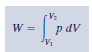 W = ∫_{V₁}^{V₂} p dV